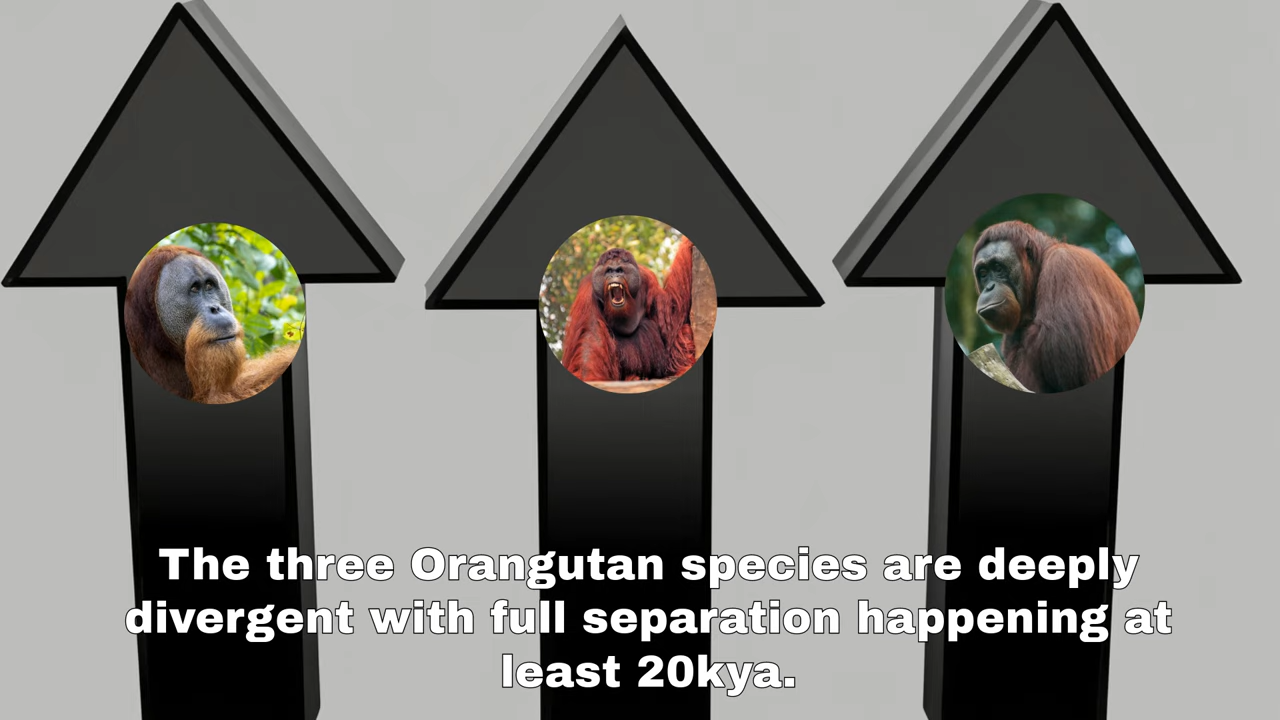 The three Orangutan species are deeply
divergent with full separation happening at
least 20kya.